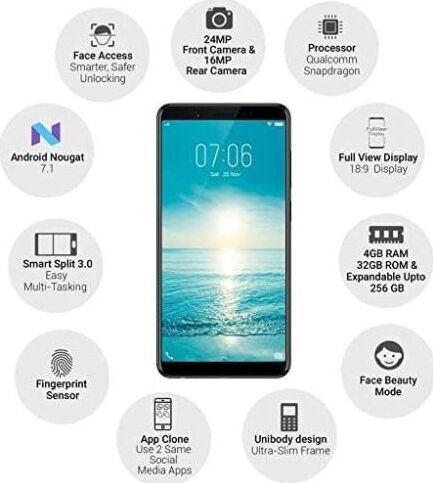 Face Access
Smarter, Safer
Unlocking
24MP
Front Camera &
16MP
Rear Camera
Processor
Qualcomm
Snapdragon
Android Nougat
7.1
07:06
Sat 25 Nov
FullView
Display
Full View Display
18:9 Display
Smart Split 3.0
Easy
Multi-Tasking
4GB RAM
32GB ROM &
Expandable Upto
256 GB
Fingerprint
Sensor
Face Beauty
Mode
App Clone
Use 2 Same
Social
Media Apps
Unibody design
Ultra-Slim Frame